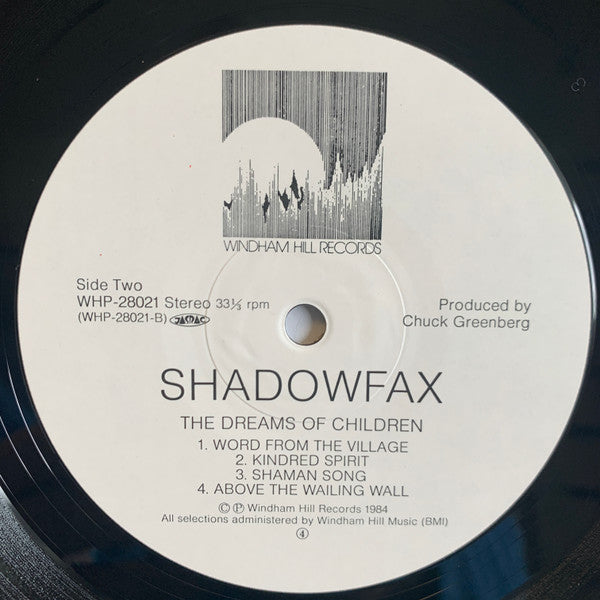 WINDHAM HILL RECORDS
Side Two
WHP-28021 Stereo 33⅓ rpm
(WHP-28021-B) JASRAC
Produced by
Chuck Greenberg
SHADOWFAX
THE DREAMS OF CHILDREN
1. WORD FROM THE VILLAGE
2. KINDRED SPIRIT
3. SHAMAN SONG
4. ABOVE THE WAILING WALL
©℗ Windham Hill Records 1984
All selections administered by Windham Hill Music (BMI)
④